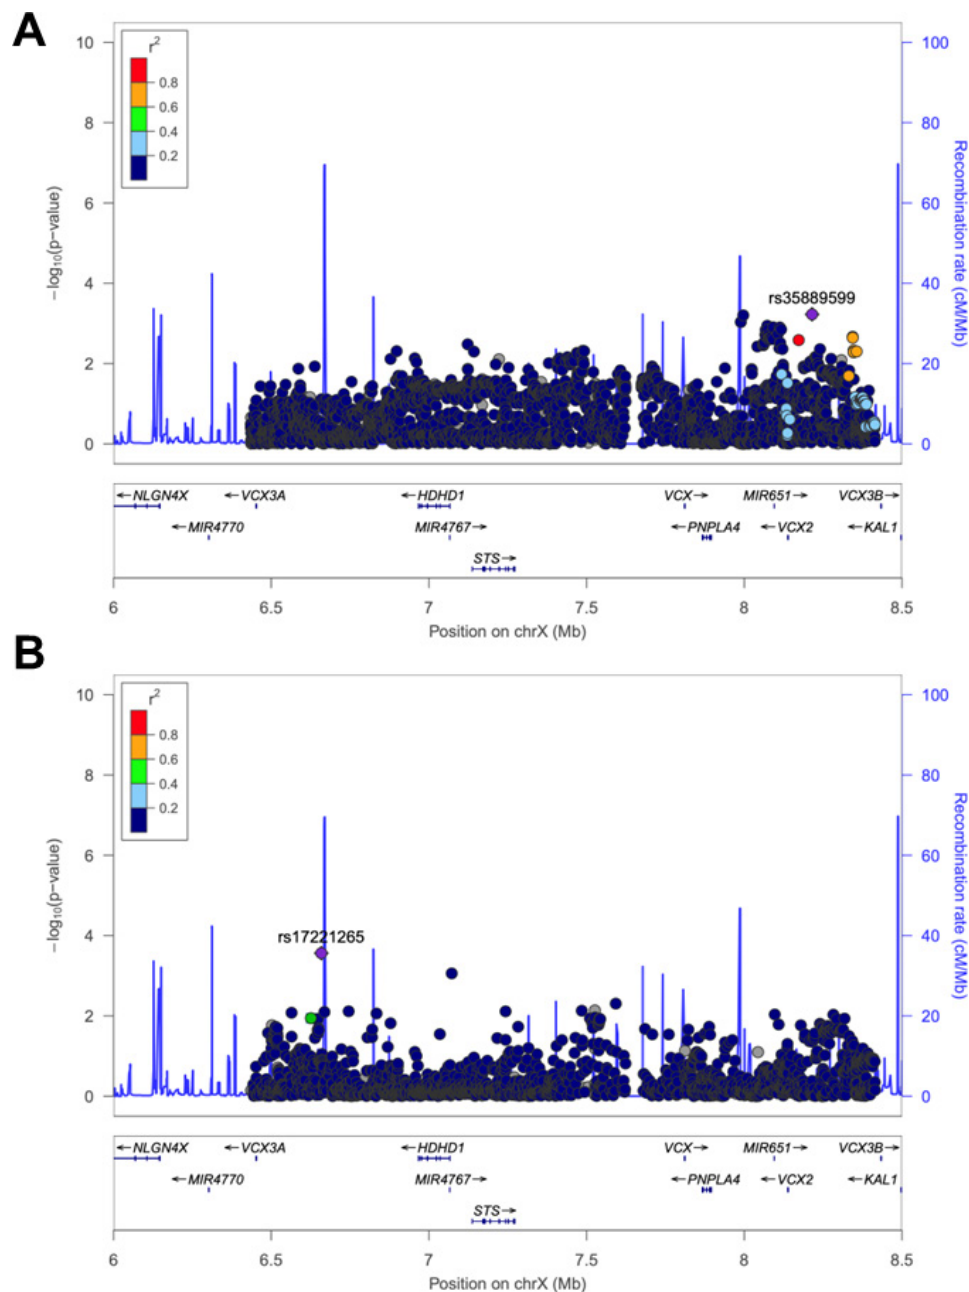 A
r2
0.8
0.6
0.4
0.2
10
8
6
4
2
0
−log10(p−value)
100
80
60
40
20
0
Recombination rate (cM/Mb)
rs35889599
←NLGN4X ←VCX3A ←HDHD1 VCX→ MIR651→ VCX3B→
←MIR4770 MIR4767→ ←PNPLA4 ←VCX2 ←KAL1
STS→
6 6.5 7 7.5 8 8.5
Position on chrX (Mb)
B
r2
0.8
0.6
0.4
0.2
10
8
6
4
2
0
−log10(p−value)
100
80
60
40
20
0
Recombination rate (cM/Mb)
rs17221265
←NLGN4X ←VCX3A ←HDHD1 VCX→ MIR651→ VCX3B→
←MIR4770 MIR4767→ ←PNPLA4 ←VCX2 ←KAL1
STS→
6 6.5 7 7.5 8 8.5
Position on chrX (Mb)